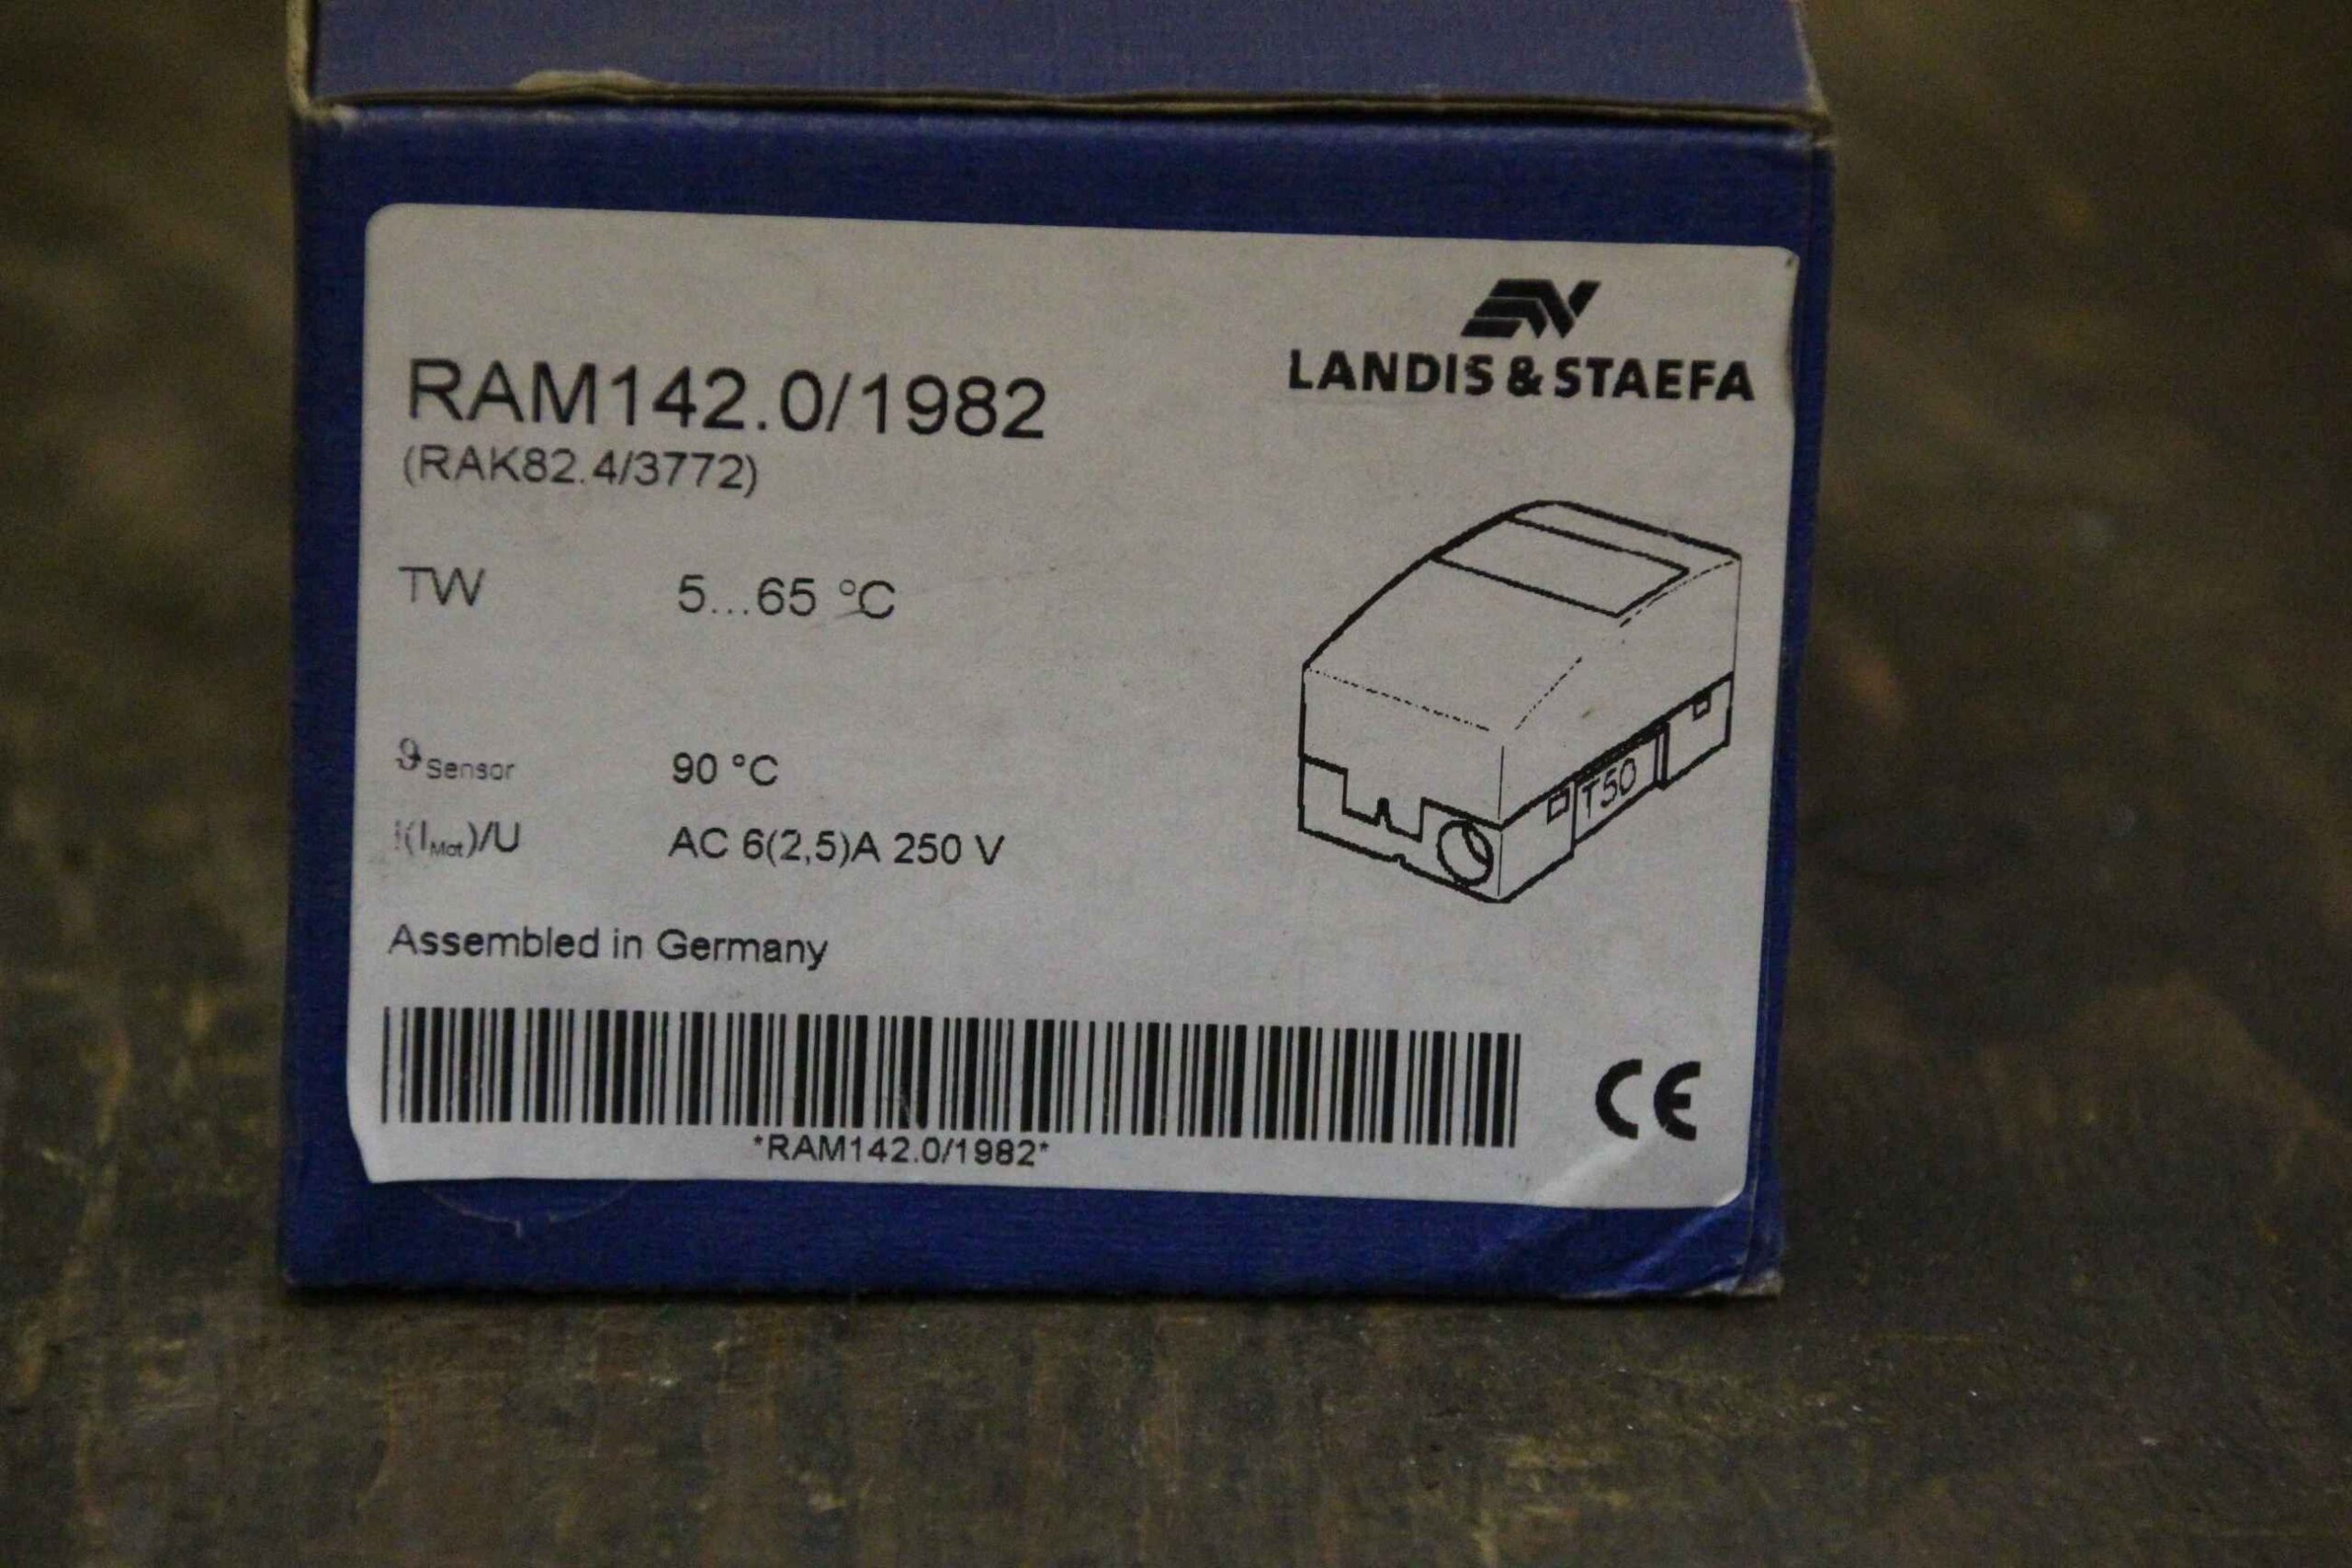 LANDIS & STAEFA
RAM142.0/1982
(RAK82.4/3772)
TW 5...65 °C
ϑSensor 90 °C
I(IMot)/U AC 6(2,5)A 250 V
T50
Assembled in Germany
*RAM142.0/1982*
CE